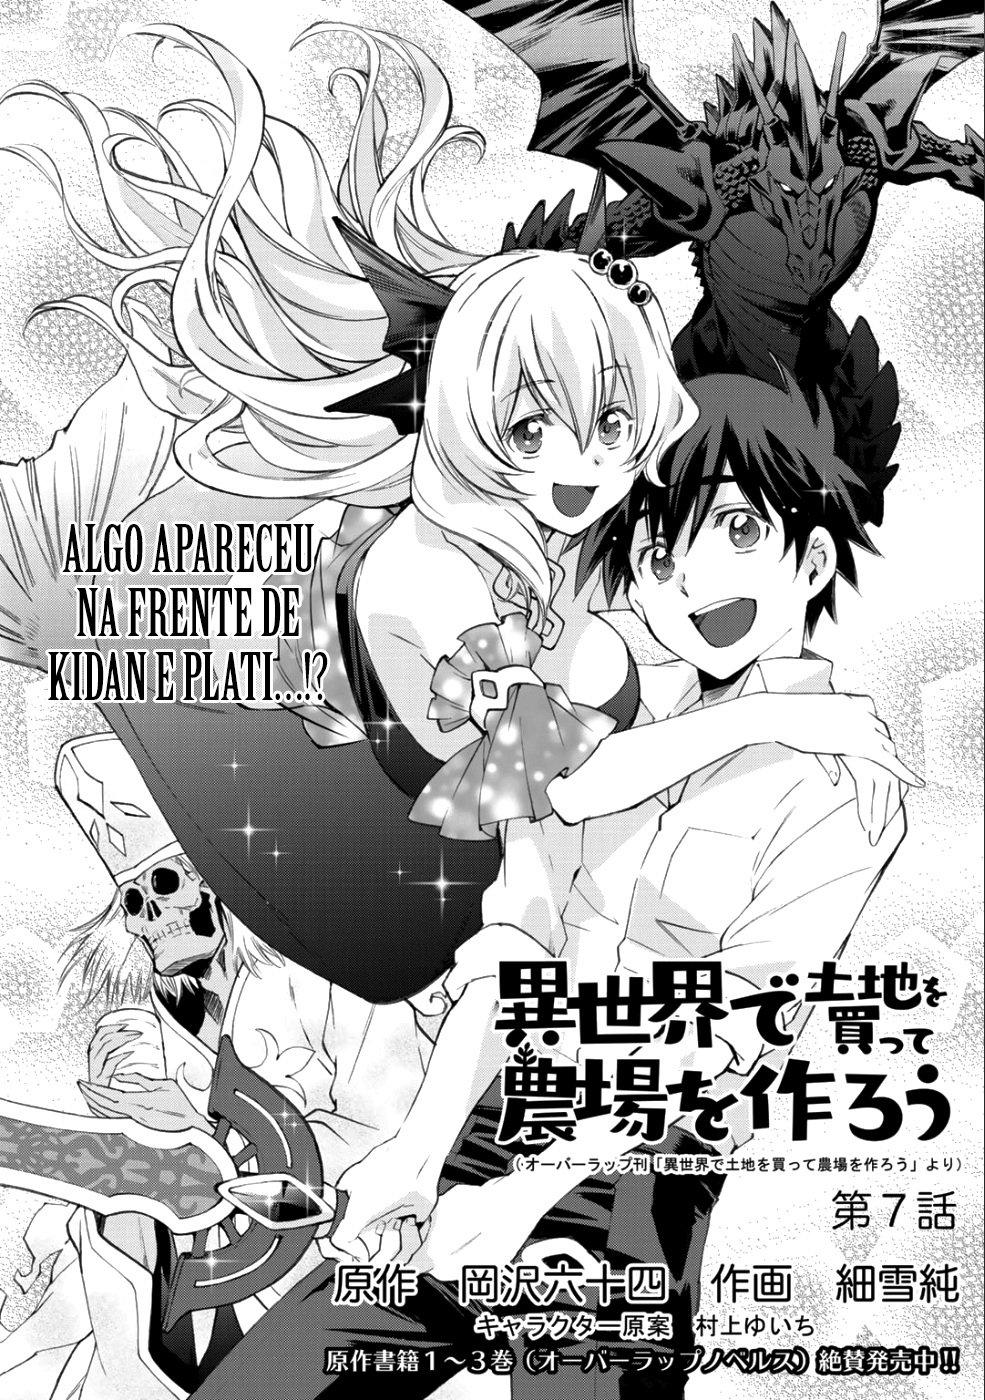 ALGO APARECEU
NA FRENTE DE
KIDAN E PLATI...!?
異世界で土地を
買って
農場を作ろう
(・オーバーラップ刊「異世界で土地を買って農場を作ろう」より)
第7話
原作 岡沢六十四 作画 細雪純
キャラクター原案 村上ゆいち
原作書籍1~3巻(オーバーラップノベルス)絶賛発売中!!